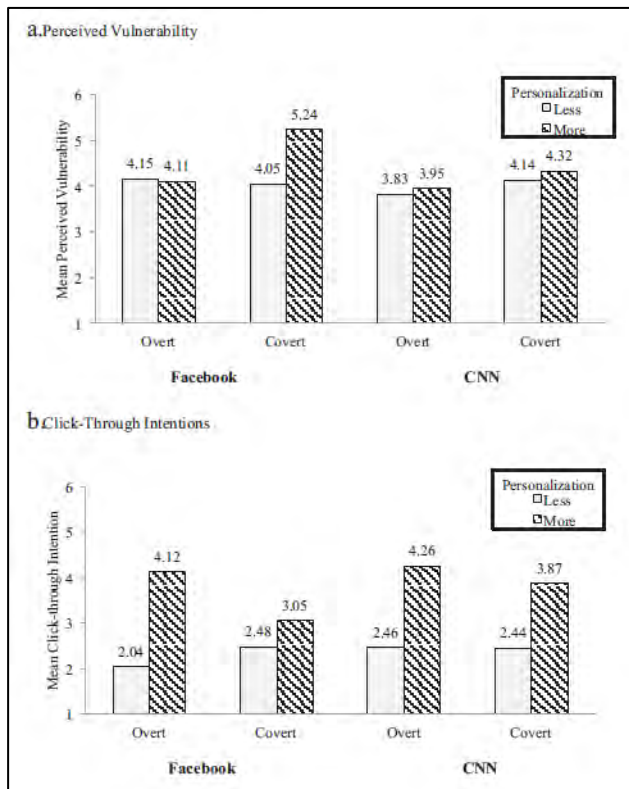 a.Perceived Vulnerability
Personalization
Less
More
6
5
4
3
2
1
Mean Perceived Vulnerability
4.15 4.11
4.05
5.24
3.83 3.95
4.14 4.32
Overt Covert Overt Covert
Facebook CNN
b.Click-Through Intentions
Personalization
Less
More
6
5
4
3
2
1
Mean Click-through Intention
2.04
4.12
2.48
3.05
2.46
4.26
2.44
3.87
Overt Covert Overt Covert
Facebook CNN